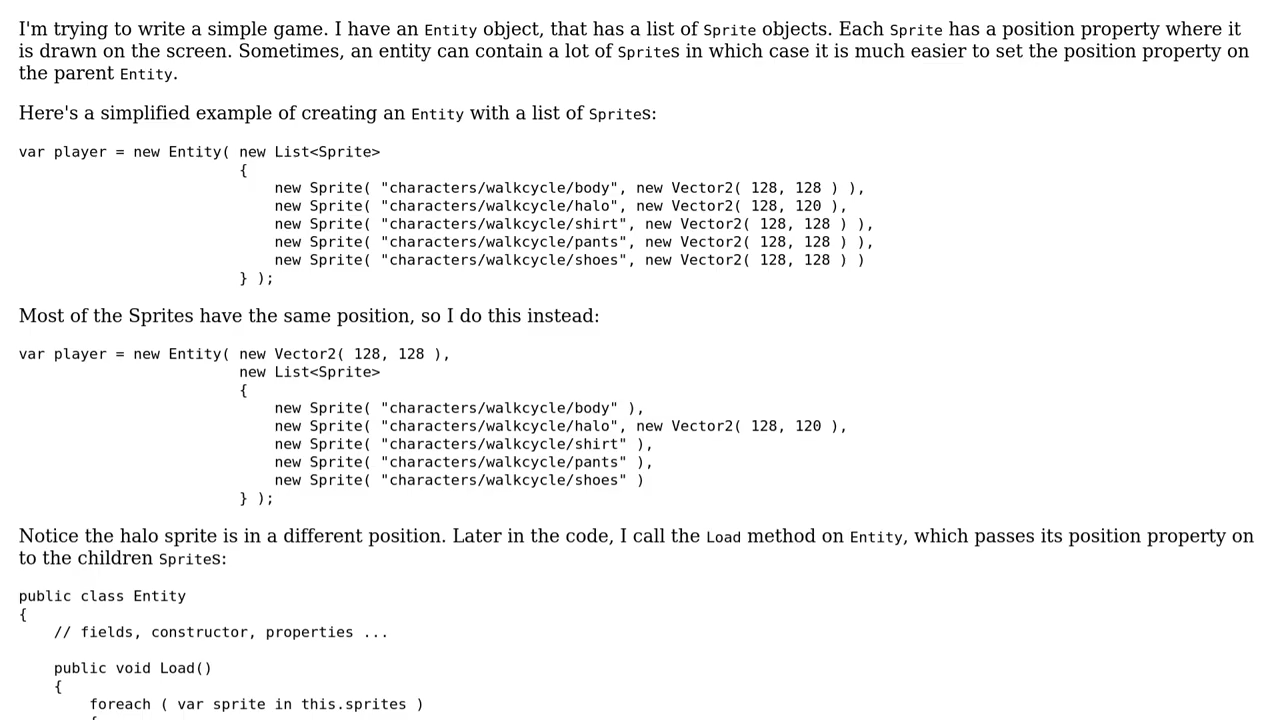 I'm trying to write a simple game. I have an Entity object, that has a list of Sprite objects. Each Sprite has a position property where it
is drawn on the screen. Sometimes, an entity can contain a lot of Sprites in which case it is much easier to set the position property on
the parent Entity.
Here's a simplified example of creating an Entity with a list of Sprites:
var player = new Entity( new List<Sprite>
                         {
                             new Sprite( "characters/walkcycle/body", new Vector2( 128, 128 ) ),
                             new Sprite( "characters/walkcycle/halo", new Vector2( 128, 120 ),
                             new Sprite( "characters/walkcycle/shirt", new Vector2( 128, 128 ) ),
                             new Sprite( "characters/walkcycle/pants", new Vector2( 128, 128 ) ),
                             new Sprite( "characters/walkcycle/shoes", new Vector2( 128, 128 ) )
                         } );
Most of the Sprites have the same position, so I do this instead:
var player = new Entity( new Vector2( 128, 128 ),
                         new List<Sprite>
                         {
                             new Sprite( "characters/walkcycle/body" ),
                             new Sprite( "characters/walkcycle/halo", new Vector2( 128, 120 ),
                             new Sprite( "characters/walkcycle/shirt" ),
                             new Sprite( "characters/walkcycle/pants" ),
                             new Sprite( "characters/walkcycle/shoes" )
                         } );
Notice the halo sprite is in a different position. Later in the code, I call the Load method on Entity, which passes its position property on
to the children Sprites:
public class Entity
{
    // fields, constructor, properties ...
    public void Load()
    {
        foreach ( var sprite in this.sprites )
        {